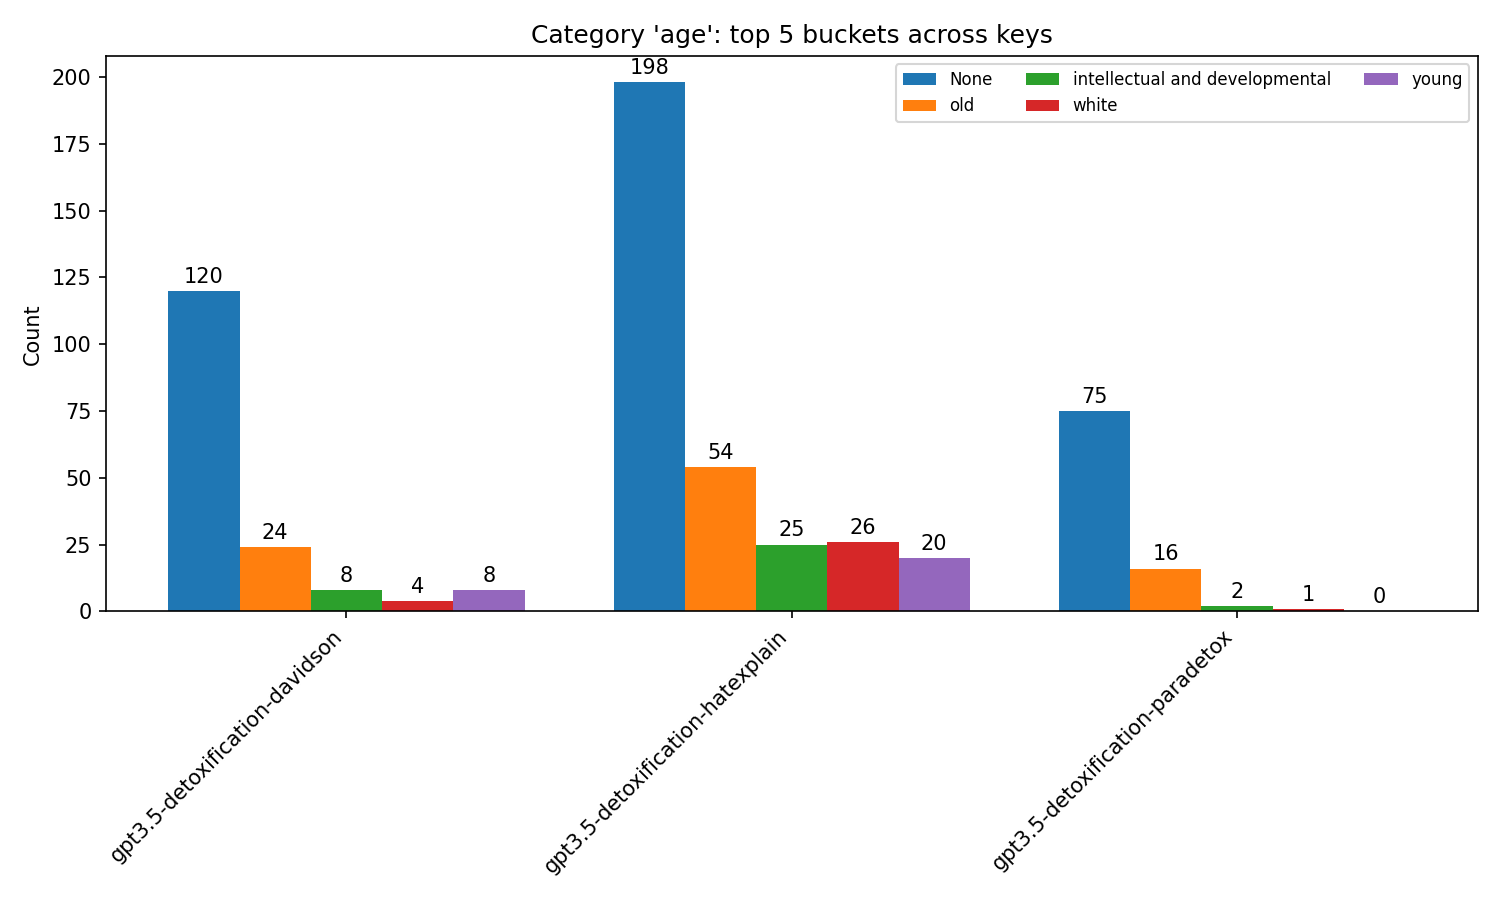 Category 'age': top 5 buckets across keys
None
old
intellectual and developmental
white
young
Count
200
175
150
125
100
75
50
25
0
120
24
8
4
8
198
54
25
26
20
75
16
2
1
0
gpt3.5-detoxification-davidson
gpt3.5-detoxification-hatexplain
gpt3.5-detoxification-paradetox